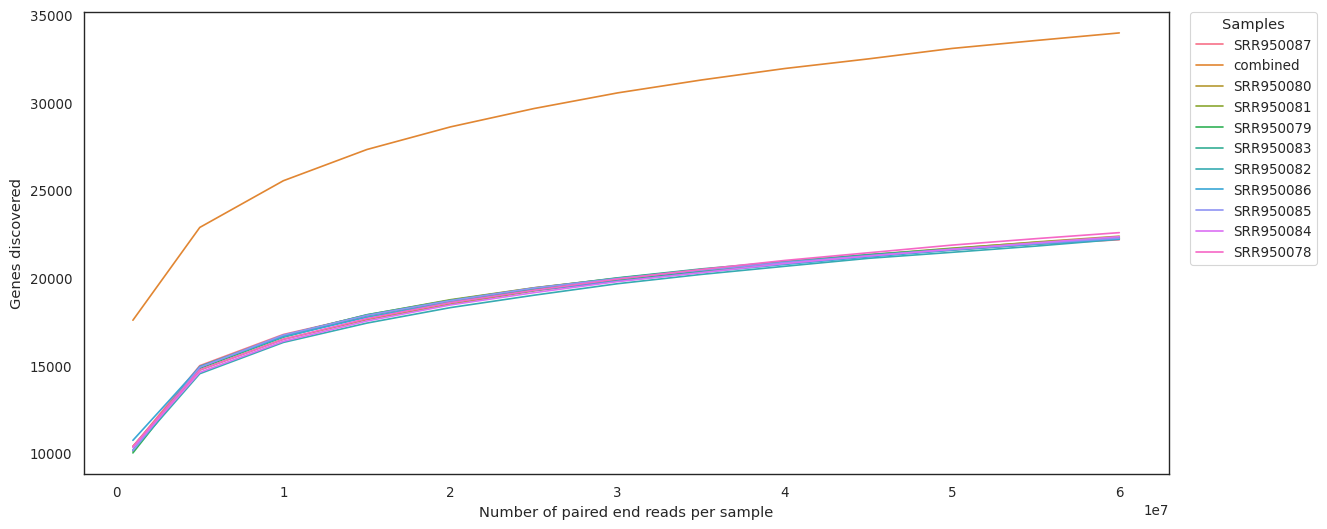 35000
30000
25000
20000
15000
10000
Genes discovered
0 1 2 3 4 5 6
1e7
Number of paired end reads per sample
Samples
SRR950087
combined
SRR950080
SRR950081
SRR950079
SRR950083
SRR950082
SRR950086
SRR950085
SRR950084
SRR950078